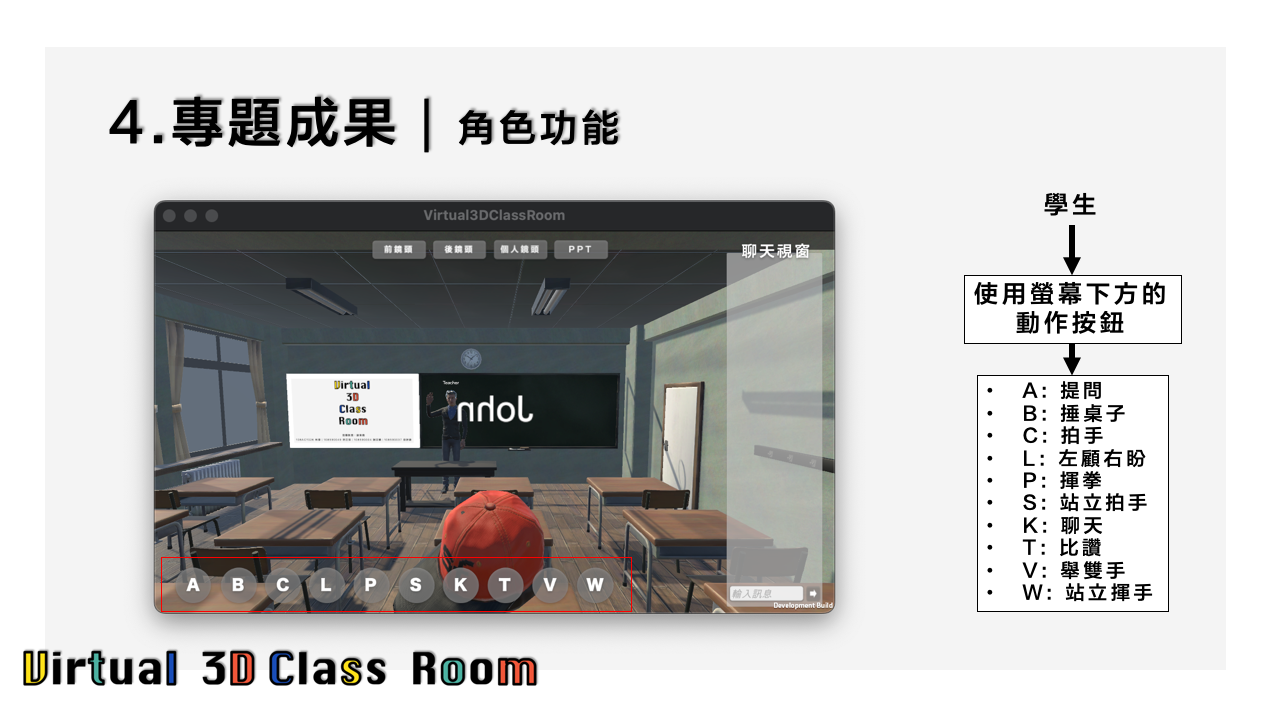 4.專題成果｜角色功能
Virtual3DClassRoom
前鏡頭 後鏡頭 個人鏡頭 PPT
聊天視窗
Virtual
3D
Class
Room
Teacher
John
A B C L P S K T V W
輸入訊息
Development Build
學生
使用螢幕下方的
動作按鈕
• A: 提問
• B: 捶桌子
• C: 拍手
• L: 左顧右盼
• P: 揮拳
• S: 站立拍手
• K: 聊天
• T: 比讚
• V: 舉雙手
• W: 站立揮手
Virtual 3D Class Room